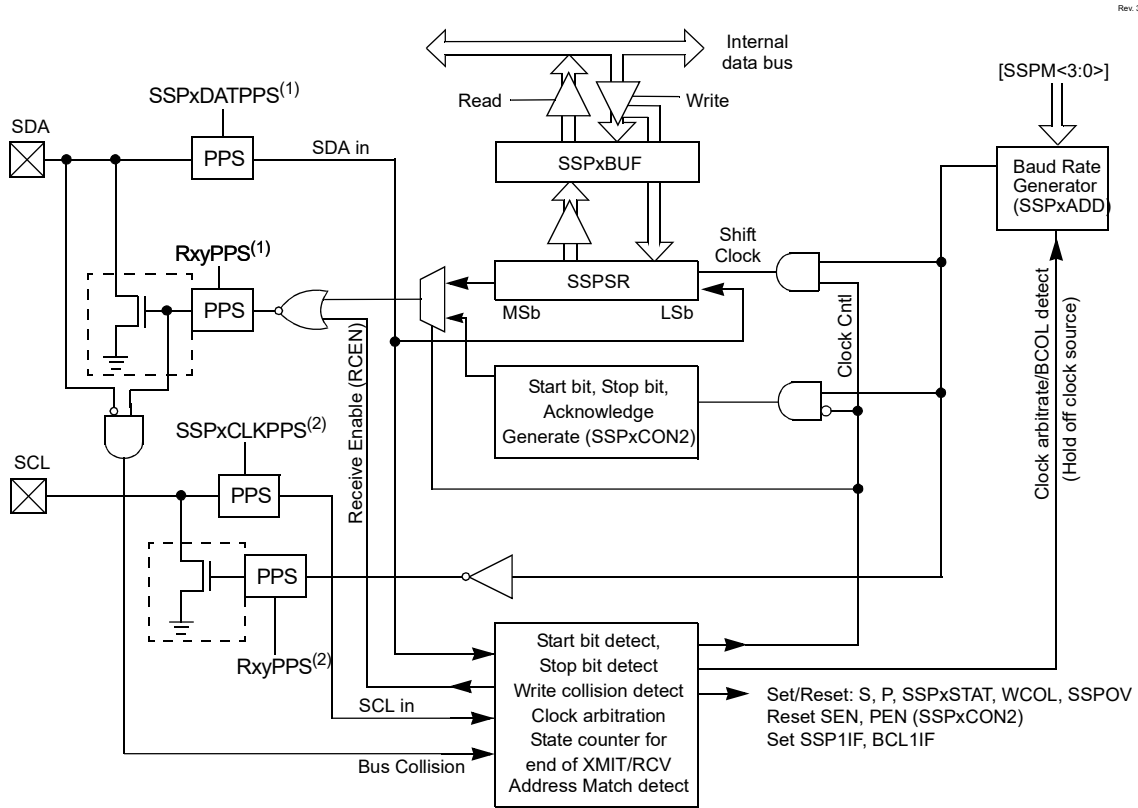 Rev. 3
Internal
data bus
[SSPM<3:0>]
Read
Write
SSPxDATPPS(1)
SDA
PPS
SDA in
SSPxBUF
Baud Rate
Generator
(SSPxADD)
RxyPPS(1)
Shift
Clock
PPS
SSPSR
MSb
LSb
Clock Cntl
Clock arbitrate/BCOL detect
(Hold off clock source)
Receive Enable (RCEN)
Start bit, Stop bit,
Acknowledge
Generate (SSPxCON2)
SSPxCLKPPS(2)
SCL
PPS
PPS
RxyPPS(2)
SCL in
Bus Collision
Start bit detect,
Stop bit detect
Write collision detect
Clock arbitration
State counter for
end of XMIT/RCV
Address Match detect
Set/Reset: S, P, SSPxSTAT, WCOL, SSPOV
Reset SEN, PEN (SSPxCON2)
Set SSP1IF, BCL1IF